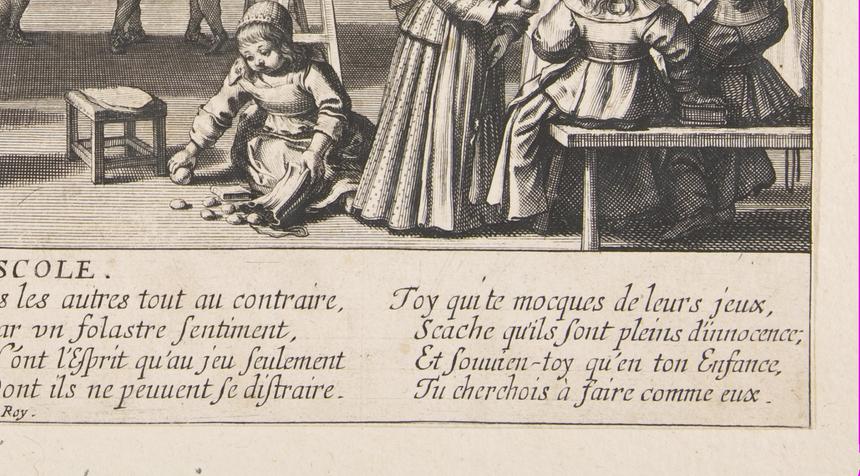 SCOLE.
s les autres tout au contraire,
ar vn folastre sentiment,
S'ont l'Esprit qu'au jeu seulement
Dont ils ne peuuent se distraire.
Roy.
Toy qui te mocques de leurs jeux,
Scache qu'ils sont pleins d'innocence;
Et souuien-toy qu'en ton Enfance,
Tu cherchois à faire comme eux.